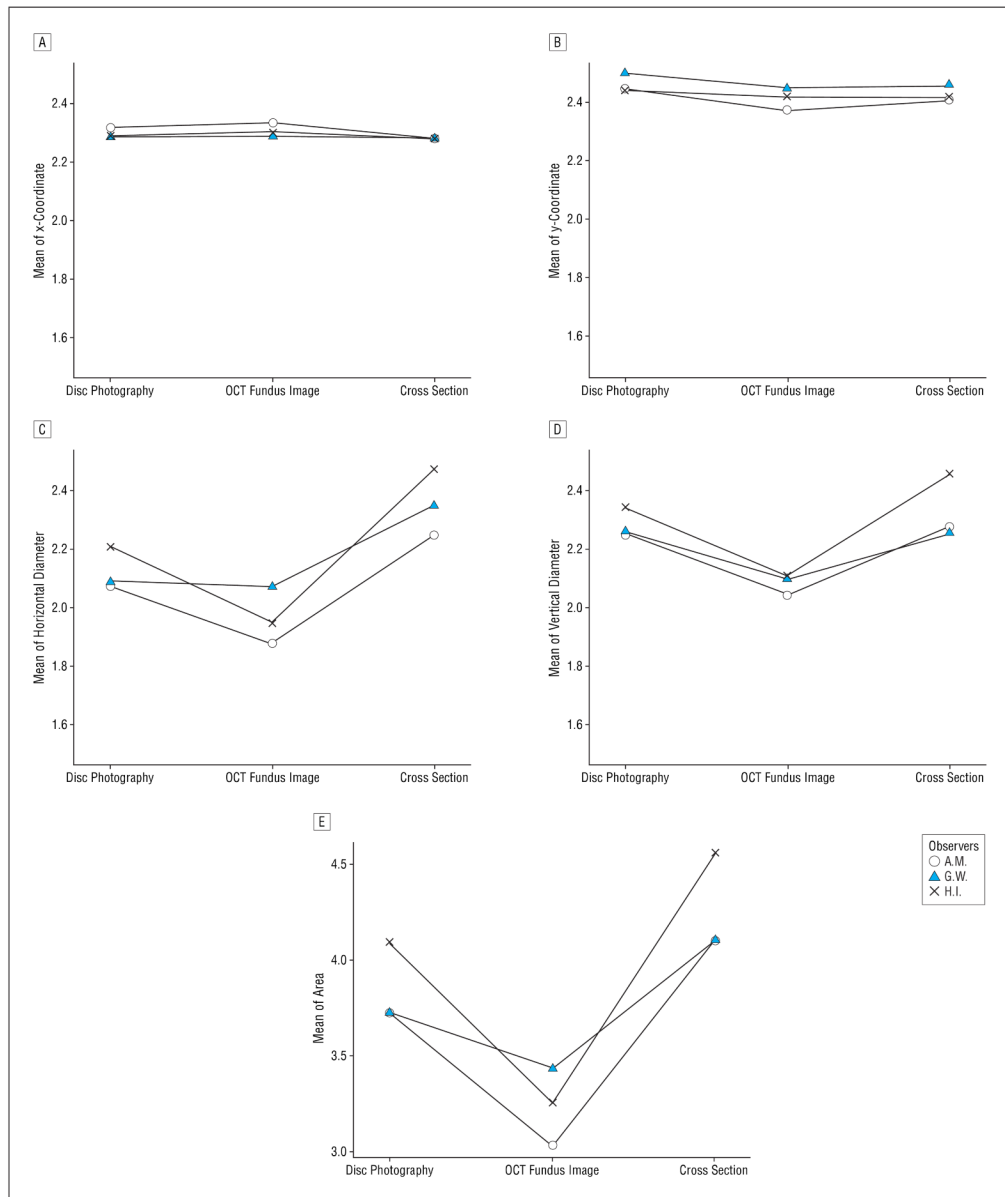 A
2.4
2.2
2.0
1.8
1.6
Mean of x-Coordinate
Disc Photography OCT Fundus Image Cross Section
B
2.4
2.2
2.0
1.8
1.6
Mean of y-Coordinate
Disc Photography OCT Fundus Image Cross Section
C
2.4
2.2
2.0
1.8
1.6
Mean of Horizontal Diameter
Disc Photography OCT Fundus Image Cross Section
D
2.4
2.2
2.0
1.8
1.6
Mean of Vertical Diameter
Disc Photography OCT Fundus Image Cross Section
E
4.5
4.0
3.5
3.0
Mean of Area
Disc Photography OCT Fundus Image Cross Section
Observers
A.M.
G.W.
H.I.